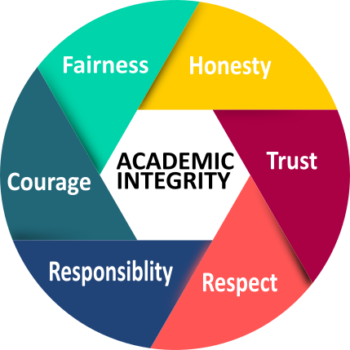 Fairness
Honesty
ACADEMIC
INTEGRITY
Trust
Courage
Responsiblity
Respect